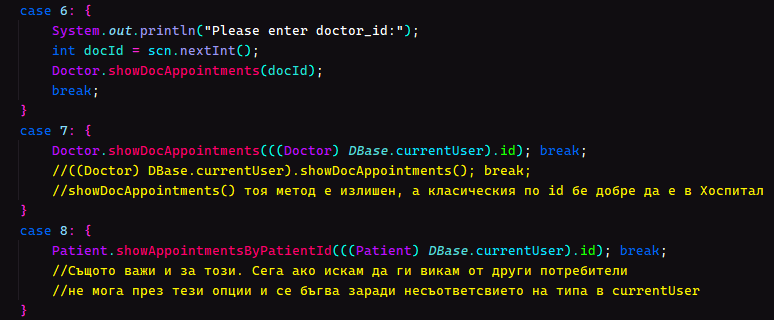 case 6: {
System.out.println("Please enter doctor_id:");
int docId = scn.nextInt();
Doctor.showDocAppointments(docId);
break;
}
case 7: {
Doctor.showDocAppointments(((Doctor) DBase.currentUser).id); break;
//((Doctor) DBase.currentUser).showDocAppointments(); break;
//showDocAppointments() тоя метод е излишен, а класическия по id бе добре да е в Хоспитал
}
case 8: {
Patient.showAppointmentsByPatientId(((Patient) DBase.currentUser).id); break;
//Същото важи и за този. Сега ако искам да ги викам от други потребители
//не мога през тези опции и се бъгва заради несъответсвието на типа в currentUser
}